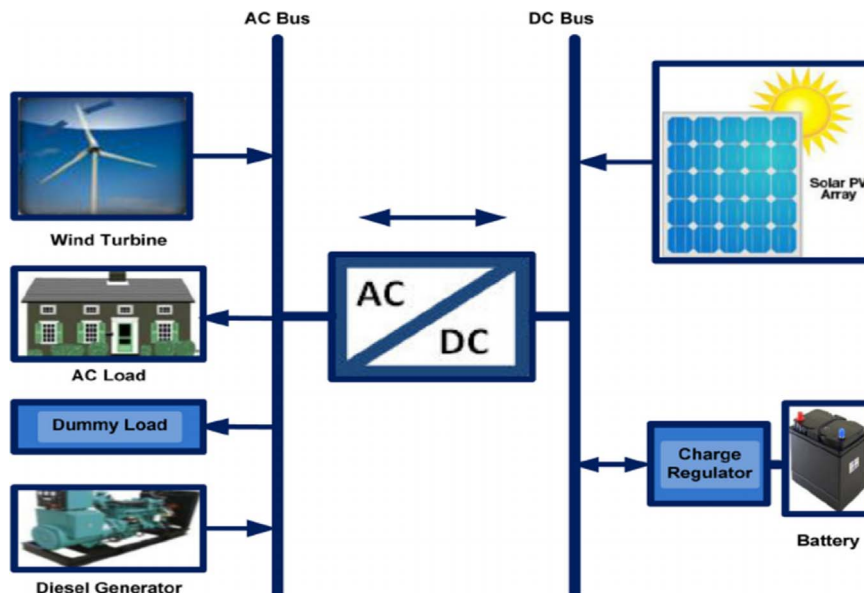 AC Bus
DC Bus
Wind Turbine
Solar PV
Array
AC
DC
AC Load
Dummy Load
Charge
Regulator
Battery
Diesel Generator